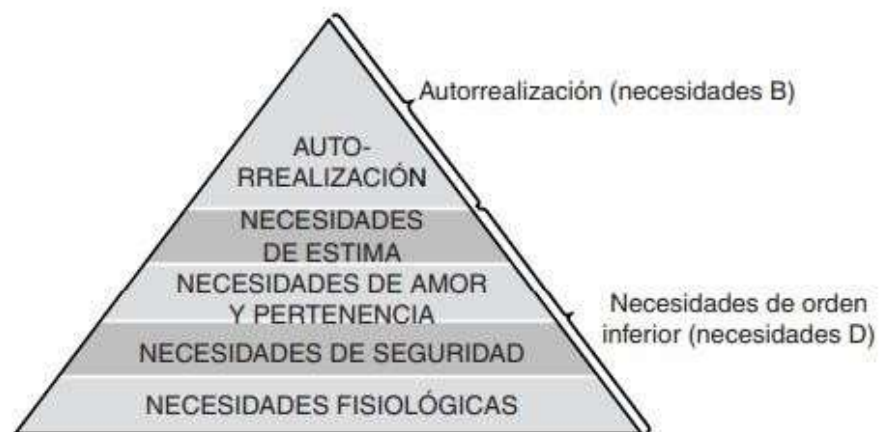 Autorrealización (necesidades B)
AUTO-
RREALIZACIÓN
NECESIDADES
DE ESTIMA
NECESIDADES DE AMOR
Y PERTENENCIA
Necesidades de orden
inferior (necesidades D)
NECESIDADES DE SEGURIDAD
NECESIDADES FISIOLÓGICAS